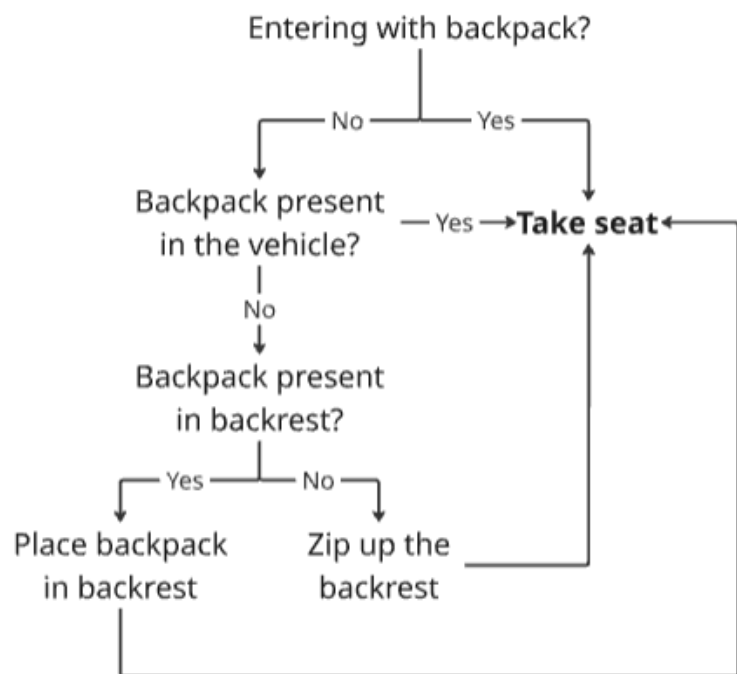 Entering with backpack?
No
Yes
Backpack present
in the vehicle?
Yes
Take seat
No
Backpack present
in backrest?
Yes
No
Place backpack
in backrest
Zip up the
backrest